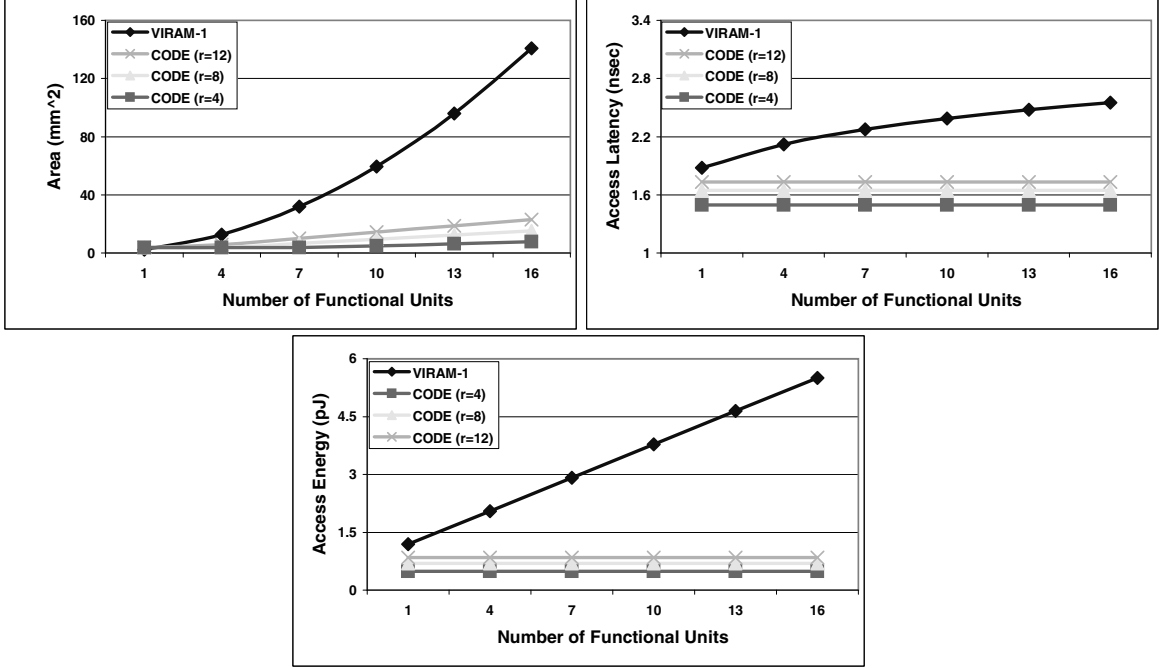 160
120
80
40
0
Area (mm^2)
VIRAM-1
CODE (r=12)
CODE (r=8)
CODE (r=4)
1 4 7 10 13 16
Number of Functional Units
3.4
2.8
2.2
1.6
1
Access Latency (nsec)
VIRAM-1
CODE (r=12)
CODE (r=8)
CODE (r=4)
1 4 7 10 13 16
Number of Functional Units
6
4.5
3
1.5
0
Access Energy (pJ)
VIRAM-1
CODE (r=4)
CODE (r=8)
CODE (r=12)
1 4 7 10 13 16
Number of Functional Units